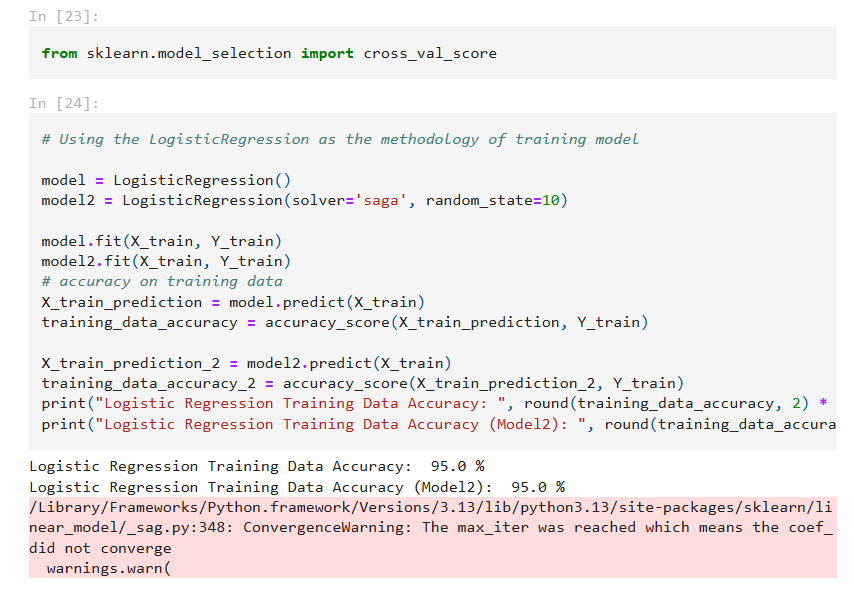 In [23]:
from sklearn.model_selection import cross_val_score
In [24]:
# Using the LogisticRegression as the methodology of training model
model = LogisticRegression()
model2 = LogisticRegression(solver='saga', random_state=10)
model.fit(X_train, Y_train)
model2.fit(X_train, Y_train)
# accuracy on training data
X_train_prediction = model.predict(X_train)
training_data_accuracy = accuracy_score(X_train_prediction, Y_train)
X_train_prediction_2 = model2.predict(X_train)
training_data_accuracy_2 = accuracy_score(X_train_prediction_2, Y_train)
print("Logistic Regression Training Data Accuracy: ", round(training_data_accuracy, 2) *
print("Logistic Regression Training Data Accuracy (Model2): ", round(training_data_accura
Logistic Regression Training Data Accuracy:  95.0 %
Logistic Regression Training Data Accuracy (Model2):  95.0 %
/Library/Frameworks/Python.framework/Versions/3.13/lib/python3.13/site-packages/sklearn/li
near_model/_sag.py:348: ConvergenceWarning: The max_iter was reached which means the coef_
did not converge
  warnings.warn(